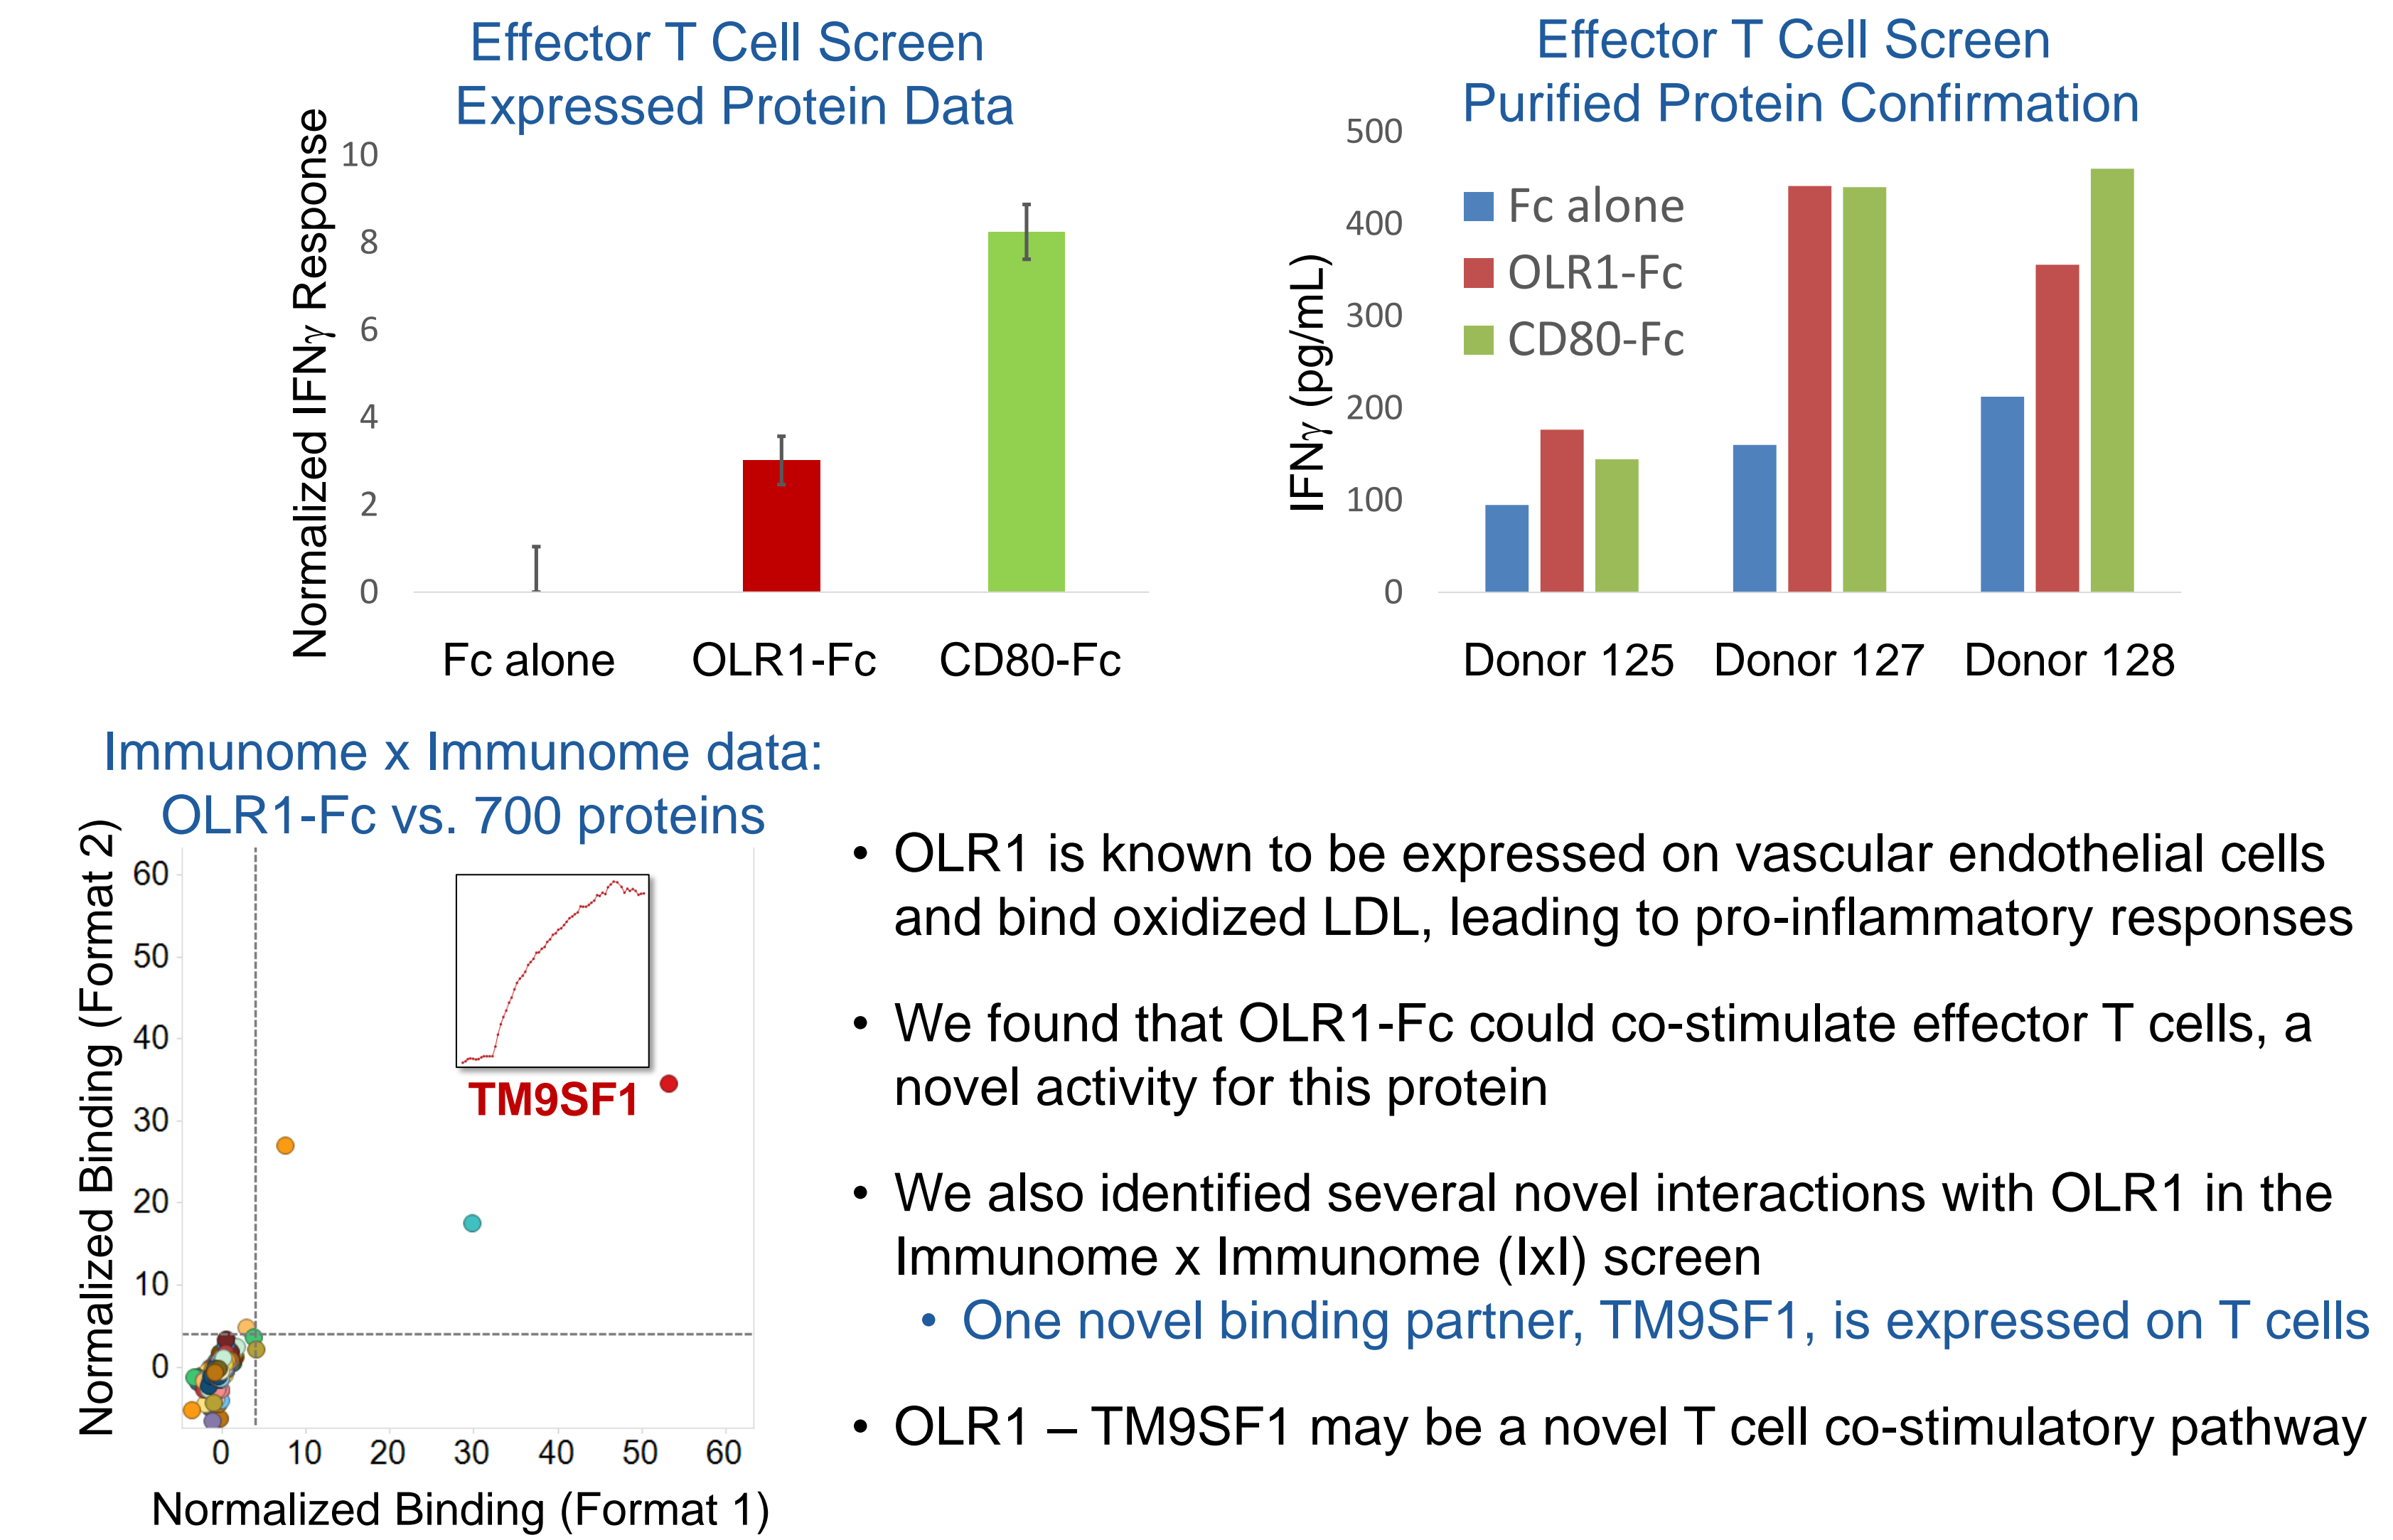 Effector T Cell Screen
Expressed Protein Data
Normalized IFNγ Response
10
8
6
4
2
0
Fc alone
OLR1-Fc
CD80-Fc
Effector T Cell Screen
Purified Protein Confirmation
IFNγ (pg/mL)
500
400
300
200
100
0
Fc alone
OLR1-Fc
CD80-Fc
Donor 125
Donor 127
Donor 128
Immunome x Immunome data:
OLR1-Fc vs. 700 proteins
Normalized Binding (Format 2)
60
50
40
30
20
10
0
TM9SF1
0
10
20
30
40
50
60
Normalized Binding (Format 1)
• OLR1 is known to be expressed on vascular endothelial cells
and bind oxidized LDL, leading to pro-inflammatory responses
• We found that OLR1-Fc could co-stimulate effector T cells, a
novel activity for this protein
• We also identified several novel interactions with OLR1 in the
Immunome x Immunome (IxI) screen
• One novel binding partner, TM9SF1, is expressed on T cells
• OLR1 – TM9SF1 may be a novel T cell co-stimulatory pathway